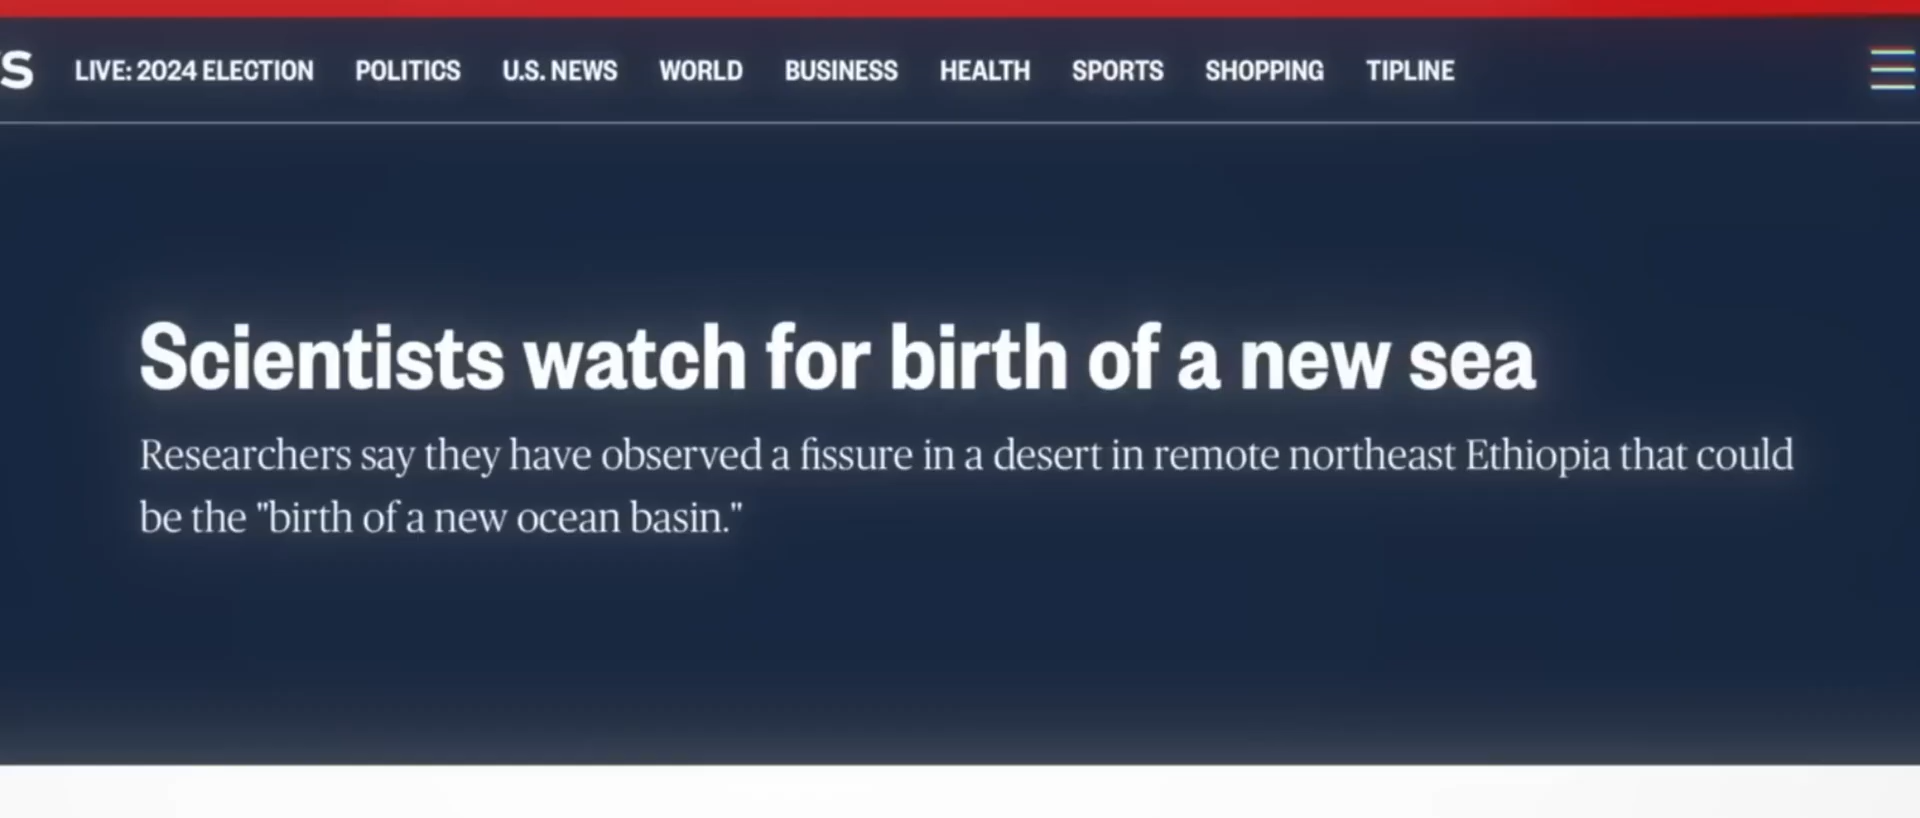 S LIVE: 2024 ELECTION POLITICS U.S. NEWS WORLD BUSINESS HEALTH SPORTS SHOPPING TIPLINE
Scientists watch for birth of a new sea
Researchers say they have observed a fissure in a desert in remote northeast Ethiopia that could
be the "birth of a new ocean basin."